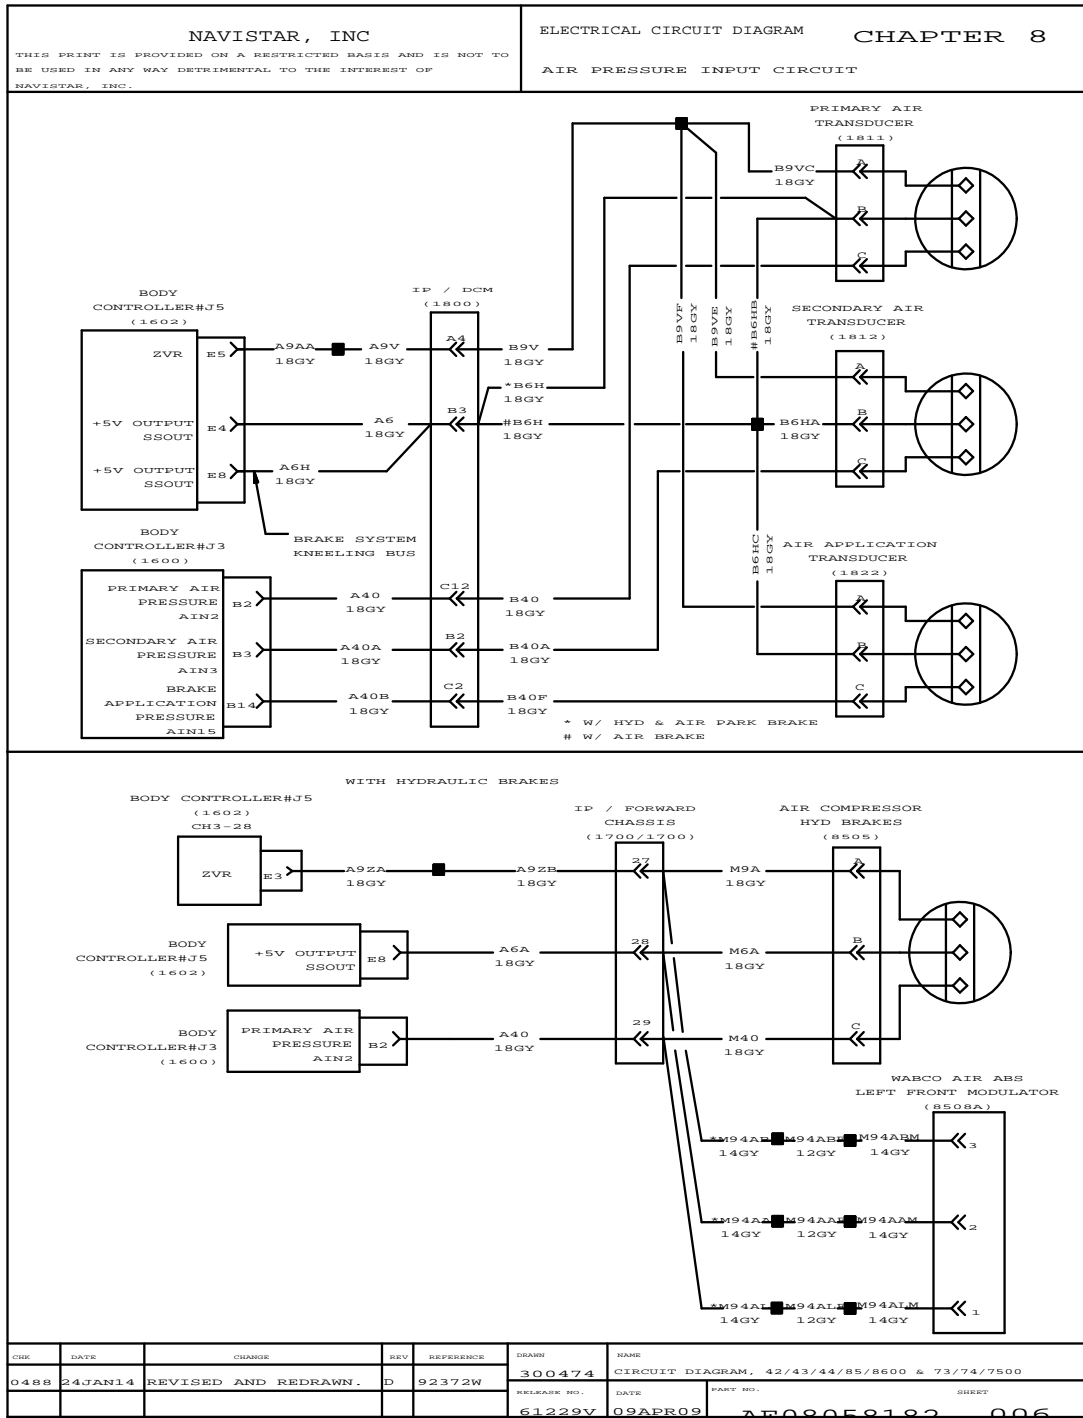 NAVISTAR, INC
THIS PRINT IS PROVIDED ON A RESTRICTED BASIS AND IS NOT TO
BE USED IN ANY WAY DETRIMENTAL TO THE INTEREST OF
NAVISTAR, INC.
ELECTRICAL CIRCUIT DIAGRAM
CHAPTER 8
AIR PRESSURE INPUT CIRCUIT
PRIMARY AIR
TRANSDUCER
(1811)
A
B
C
B9VC
18GY
BODY
CONTROLLER#J5
(1602)
ZVR
E5
+5V OUTPUT
SSOUT
E4
+5V OUTPUT
SSOUT
E8
A9AA
18GY
A9V
18GY
A6
18GY
A6H
18GY
BRAKE SYSTEM
KNEELING BUS
IP / DCM
(1800)
A4
B3
C12
B2
C2
B9V
18GY
*B6H
18GY
#B6H
18GY
B9VF
18GY
B9VE
18GY
#B6HB
18GY
SECONDARY AIR
TRANSDUCER
(1812)
A
B
C
B6HA
18GY
B6HC
18GY
AIR APPLICATION
TRANSDUCER
(1822)
A
B
C
BODY
CONTROLLER#J3
(1600)
PRIMARY AIR
PRESSURE
AIN2
B2
SECONDARY AIR
PRESSURE
AIN3
B3
BRAKE
APPLICATION
PRESSURE
AIN15
B14
A40
18GY
A40A
18GY
A40B
18GY
B40
18GY
B40A
18GY
B40F
18GY
* W/ HYD & AIR PARK BRAKE
# W/ AIR BRAKE
WITH HYDRAULIC BRAKES
BODY CONTROLLER#J5
(1602)
CH3-28
ZVR
E3
A9ZA
18GY
A9ZB
18GY
IP / FORWARD
CHASSIS
(1700/1700)
27
28
29
M9A
18GY
M6A
18GY
M40
18GY
AIR COMPRESSOR
HYD BRAKES
(8505)
A
B
C
BODY
CONTROLLER#J5
(1602)
+5V OUTPUT
SSOUT
E8
A6A
18GY
BODY
CONTROLLER#J3
(1600)
PRIMARY AIR
PRESSURE
AIN2
B2
A40
18GY
WABCO AIR ABS
LEFT FRONT MODULATOR
(8508A)
14GY
12GY
M94ABM
14GY
3
14GY
12GY
M94AAM
14GY
2
14GY
12GY
M94ALM
14GY
1
CHK
DATE
CHANGE
REV
REFERENCE
0488
24JAN14
REVISED AND REDRAWN.
D
92372W
DRAWN
300474
NAME
CIRCUIT DIAGRAM, 42/43/44/85/8600 & 73/74/7500
RELEASE NO.
61229V
DATE
09APR09
PART NO.
AF08058182
SHEET
006